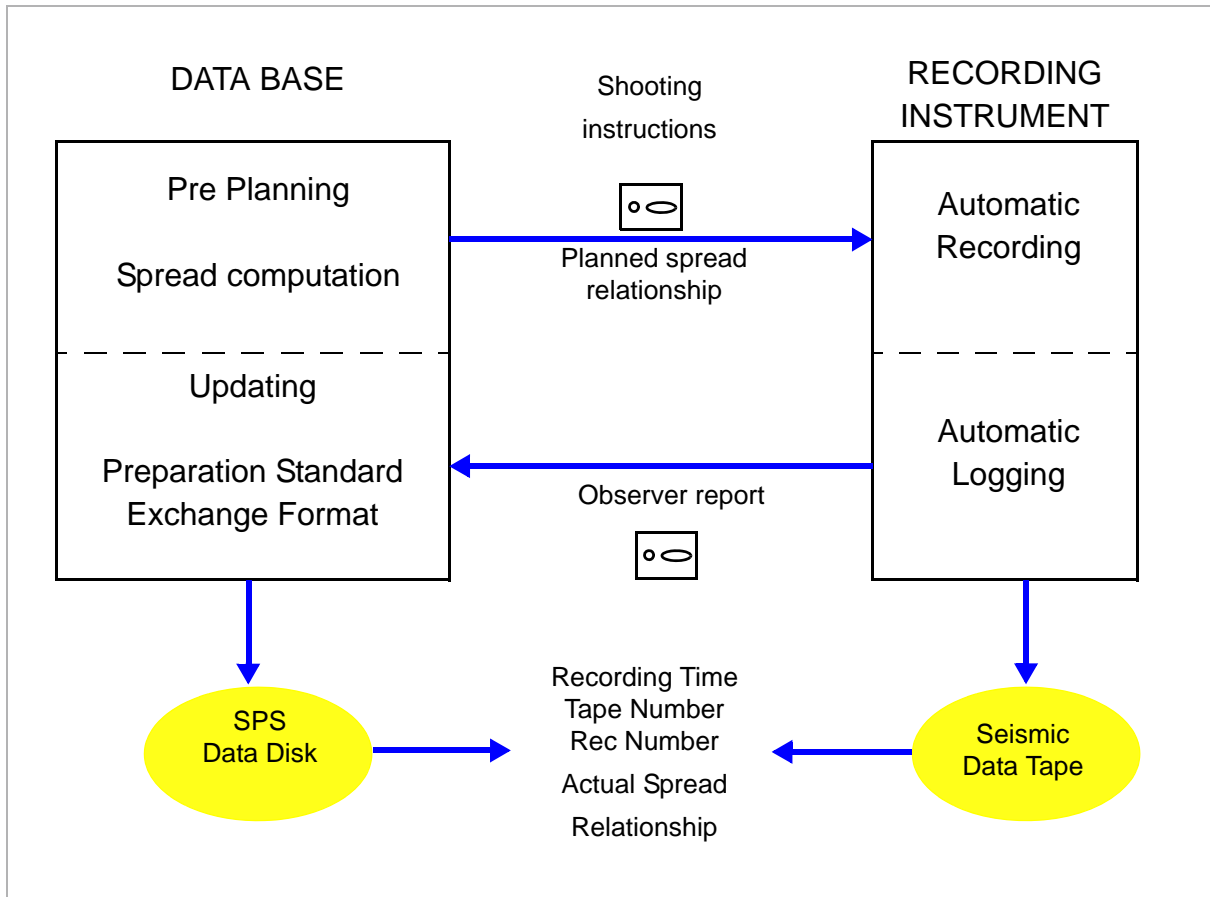 DATA BASE
Shooting
instructions
RECORDING
INSTRUMENT
Pre Planning
Spread computation
Planned spread
relationship
Automatic
Recording
Updating
Preparation Standard
Exchange Format
Observer report
Automatic
Logging
SPS
Data Disk
Recording Time
Tape Number
Rec Number
Actual Spread
Relationship
Seismic
Data Tape